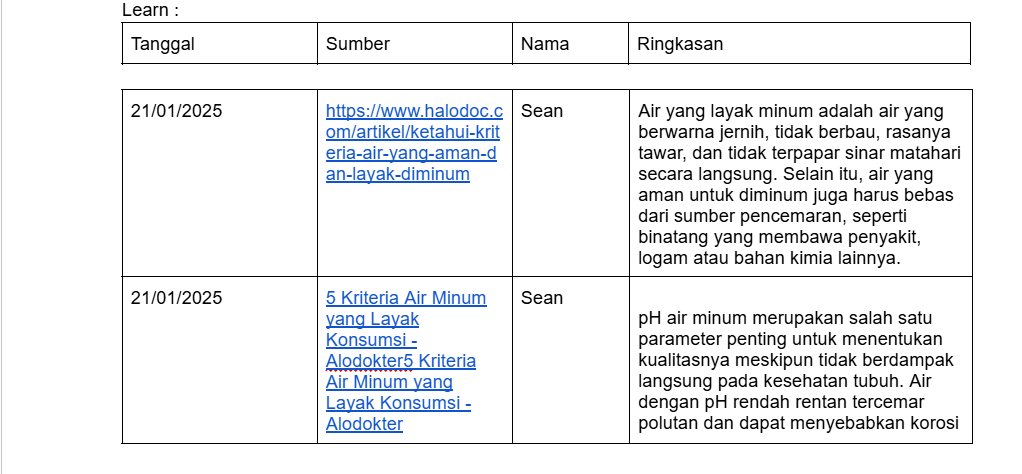 Learn :
Tanggal Sumber Nama Ringkasan
21/01/2025
https://www.halodoc.c
om/artikel/ketahui-krit
eria-air-yang-aman-d
an-layak-diminum
Sean
Air yang layak minum adalah air yang
berwarna jernih, tidak berbau, rasanya
tawar, dan tidak terpapar sinar matahari
secara langsung. Selain itu, air yang
aman untuk diminum juga harus bebas
dari sumber pencemaran, seperti
binatang yang membawa penyakit,
logam atau bahan kimia lainnya.
21/01/2025
5 Kriteria Air Minum
yang Layak
Konsumsi -
Alodokter5 Kriteria
Air Minum yang
Layak Konsumsi -
Alodokter
Sean
pH air minum merupakan salah satu
parameter penting untuk menentukan
kualitasnya meskipun tidak berdampak
langsung pada kesehatan tubuh. Air
dengan pH rendah rentan tercemar
polutan dan dapat menyebabkan korosi